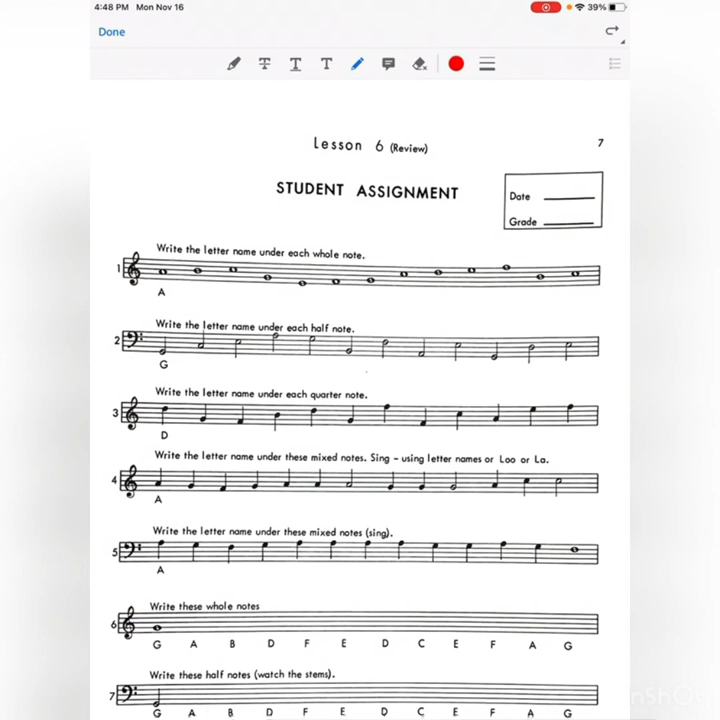 4:48 PM Mon Nov 16 39%
Done
T T T
Lesson 6 (Review) 7
STUDENT ASSIGNMENT
Date
Grade
Write the letter name under each whole note.
1
A
Write the letter name under each half note.
2
G
Write the letter name under each quarter note.
3
D
Write the letter name under these mixed notes. Sing – using letter names or Loo or La.
4
A
Write the letter name under these mixed notes (sing).
5
A
Write these whole notes
6
G A B D F E D C E F A G
Write these half notes (watch the stems).
7
G A B D F E D C E F A G